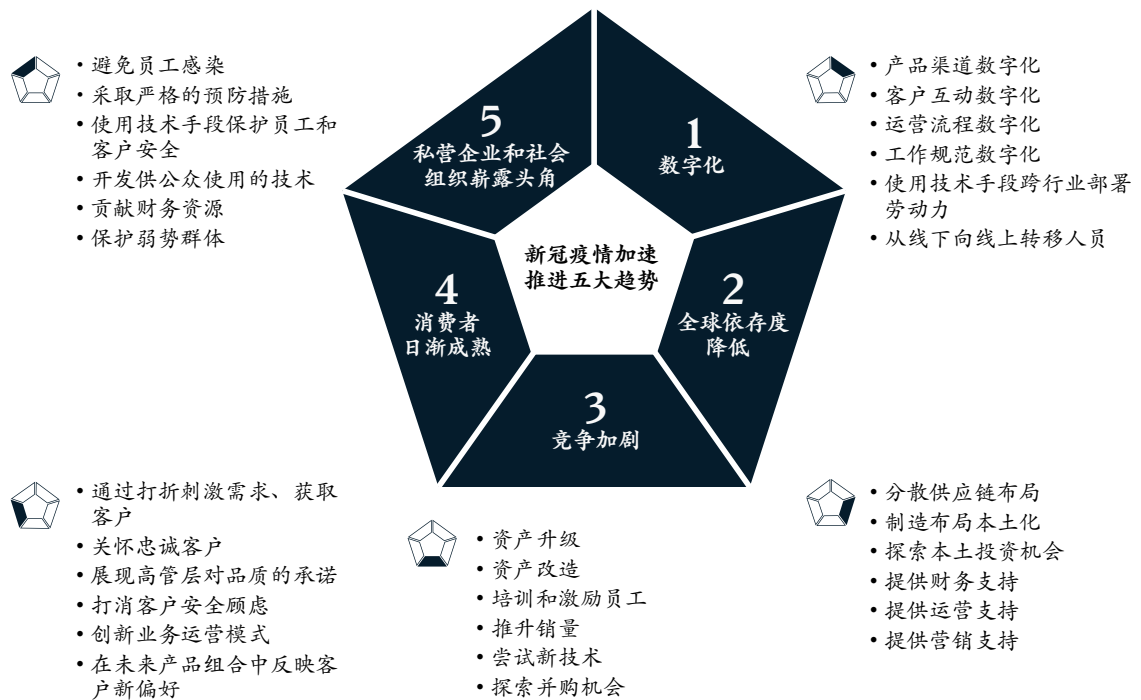 新冠疫情加速
推进五大趋势
1
数字化
• 产品渠道数字化
• 客户互动数字化
• 运营流程数字化
• 工作规范数字化
• 使用技术手段跨行业部署
劳动力
• 从线下向线上转移人员
2
全球依存度
降低
• 分散供应链布局
• 制造布局本土化
• 探索本土投资机会
• 提供财务支持
• 提供运营支持
• 提供营销支持
3
竞争加剧
• 资产升级
• 资产改造
• 培训和激励员工
• 推升销量
• 尝试新技术
• 探索并购机会
4
消费者
日渐成熟
• 通过打折刺激需求、获取
客户
• 关怀忠诚客户
• 展现高管层对品质的承诺
• 打消客户安全顾虑
• 创新业务运营模式
• 在未来产品组合中反映客
户新偏好
5
私营企业和社会
组织崭露头角
• 避免员工感染
• 采取严格的预防措施
• 使用技术手段保护员工和
客户安全
• 开发供公众使用的技术
• 贡献财务资源
• 保护弱势群体